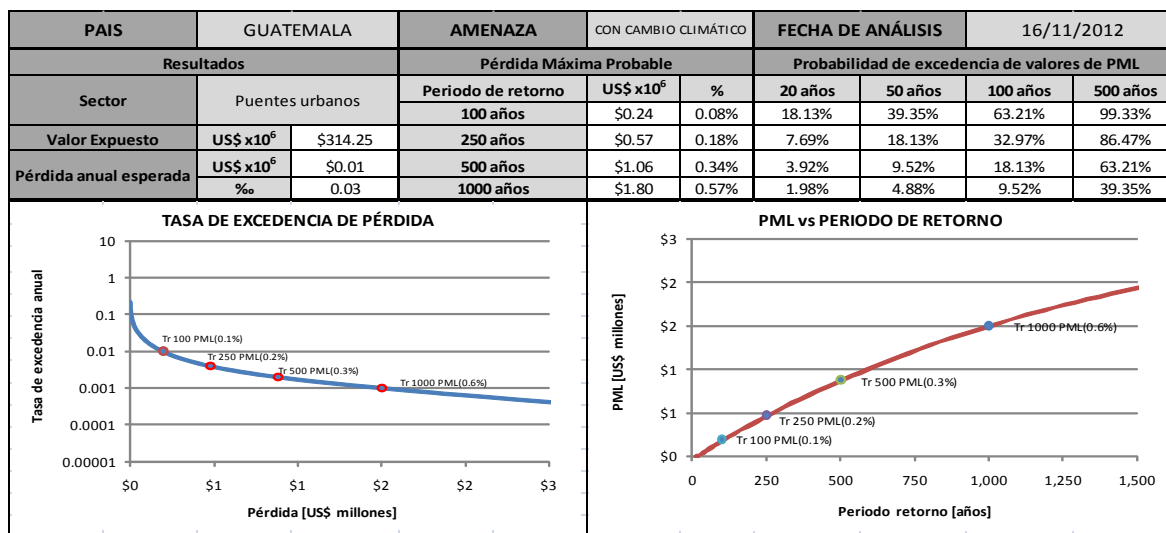 PAIS GUATEMALA AMENAZA CON CAMBIO CLIMÁTICO FECHA DE ANÁLISIS 16/11/2012
Resultados Pérdida Máxima Probable Probabilidad de excedencia de valores de PML
Sector Puentes urbanos Periodo de retorno US$ x10⁶ % 20 años 50 años 100 años 500 años
100 años $0.24 0.08% 18.13% 39.35% 63.21% 99.33%
Valor Expuesto US$ x10⁶ $314.25 250 años $0.57 0.18% 7.69% 18.13% 32.97% 86.47%
Pérdida anual esperada US$ x10⁶ $0.01 500 años $1.06 0.34% 3.92% 9.52% 18.13% 63.21%
‰ 0.03 1000 años $1.80 0.57% 1.98% 4.88% 9.52% 39.35%
TASA DE EXCEDENCIA DE PÉRDIDA
Tasa de excedencia anual
10
1
0.1
0.01
0.001
0.0001
0.00001
Tr 100 PML(0.1%)
Tr 250 PML(0.2%)
Tr 500 PML(0.3%)
Tr 1000 PML(0.6%)
$0 $1 $1 $2 $2 $3
Pérdida [US$ millones]
PML vs PERIODO DE RETORNO
PML [US$ millones]
$3
$2
$2
$1
$1
$0
Tr 1000 PML(0.6%)
Tr 500 PML(0.3%)
Tr 250 PML(0.2%)
Tr 100 PML(0.1%)
0 250 500 750 1,000 1,250 1,500
Periodo retorno [años]